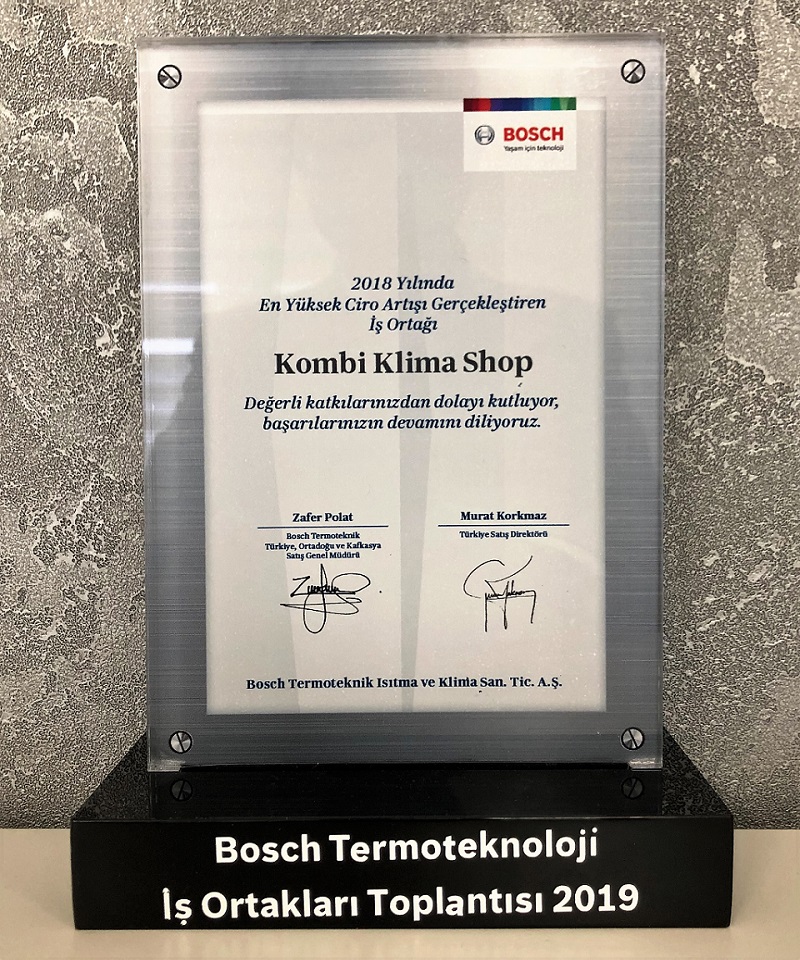 BOSCH
Yaşam için teknoloji
2018 Yılında
En Yüksek Ciro Artışı Gerçekleştiren
İş Ortağı
Kombi Klima Shop
Değerli katkılarınızdan dolayı kutluyor,
başarılarınızın devamını diliyoruz.
Zafer Polat
Bosch Termoteknik
Türkiye, Ortadoğu ve Kafkasya
Satış Genel Müdürü
Murat Korkmaz
Türkiye Satış Direktörü
Bosch Termoteknik Isıtma ve Klima San. Tic. A.Ş.
Bosch Termoteknoloji
İş Ortakları Toplantısı 2019